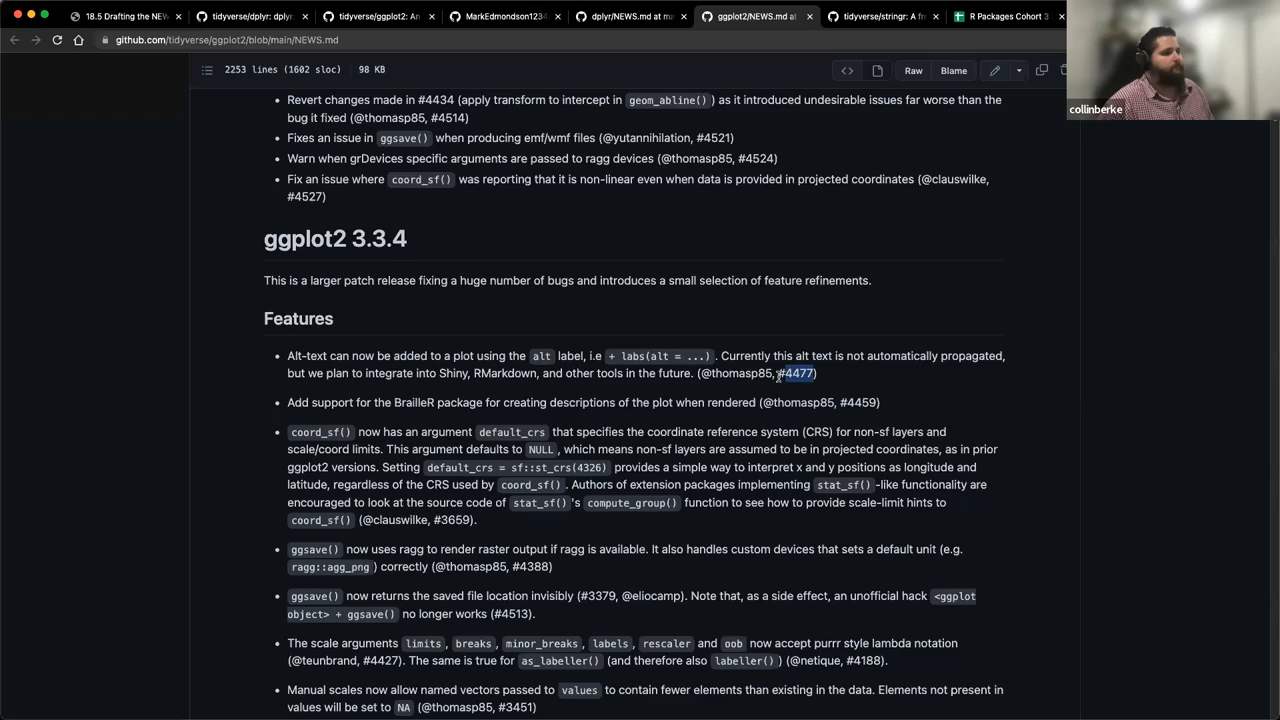 18.5 Drafting the NEW
tidyverse/dplyr: dplyr
tidyverse/ggplot2: An
MarkEdmondson1234
dplyr/NEWS.md at ma
ggplot2/NEWS.md at
tidyverse/stringr: A fr
R Packages Cohort 3
github.com/tidyverse/ggplot2/blob/main/NEWS.md
collinberke
2253 lines (1602 sloc) 98 KB
Raw
Blame
Revert changes made in #4434 (apply transform to intercept in geom_abline() ) as it introduced undesirable issues far worse than the
bug it fixed (@thomasp85, #4514)
Fixes an issue in ggsave() when producing emf/wmf files (@yutannihilation, #4521)
Warn when grDevices specific arguments are passed to ragg devices (@thomasp85, #4524)
Fix an issue where coord_sf() was reporting that it is non-linear even when data is provided in projected coordinates (@clauswilke,
#4527)
ggplot2 3.3.4
This is a larger patch release fixing a huge number of bugs and introduces a small selection of feature refinements.
Features
Alt-text can now be added to a plot using the alt label, i.e + labs(alt = ...) . Currently this alt text is not automatically propagated,
but we plan to integrate into Shiny, RMarkdown, and other tools in the future. (@thomasp85, #4477)
Add support for the BrailleR package for creating descriptions of the plot when rendered (@thomasp85, #4459)
coord_sf() now has an argument default_crs that specifies the coordinate reference system (CRS) for non-sf layers and
scale/coord limits. This argument defaults to NULL , which means non-sf layers are assumed to be in projected coordinates, as in prior
ggplot2 versions. Setting default_crs = sf::st_crs(4326) provides a simple way to interpret x and y positions as longitude and
latitude, regardless of the CRS used by coord_sf() . Authors of extension packages implementing stat_sf() -like functionality are
encouraged to look at the source code of stat_sf() 's compute_group() function to see how to provide scale-limit hints to
coord_sf() (@clauswilke, #3659).
ggsave() now uses ragg to render raster output if ragg is available. It also handles custom devices that sets a default unit (e.g.
ragg::agg_png ) correctly (@thomasp85, #4388)
ggsave() now returns the saved file location invisibly (#3379, @eliocamp). Note that, as a side effect, an unofficial hack <ggplot
object> + ggsave() no longer works (#4513).
The scale arguments limits , breaks , minor_breaks , labels , rescaler and oob now accept purrr style lambda notation
(@teunbrand, #4427). The same is true for as_labeller() (and therefore also labeller() ) (@netique, #4188).
Manual scales now allow named vectors passed to values to contain fewer elements than existing in the data. Elements not present in
values will be set to NA (@thomasp85, #3451)